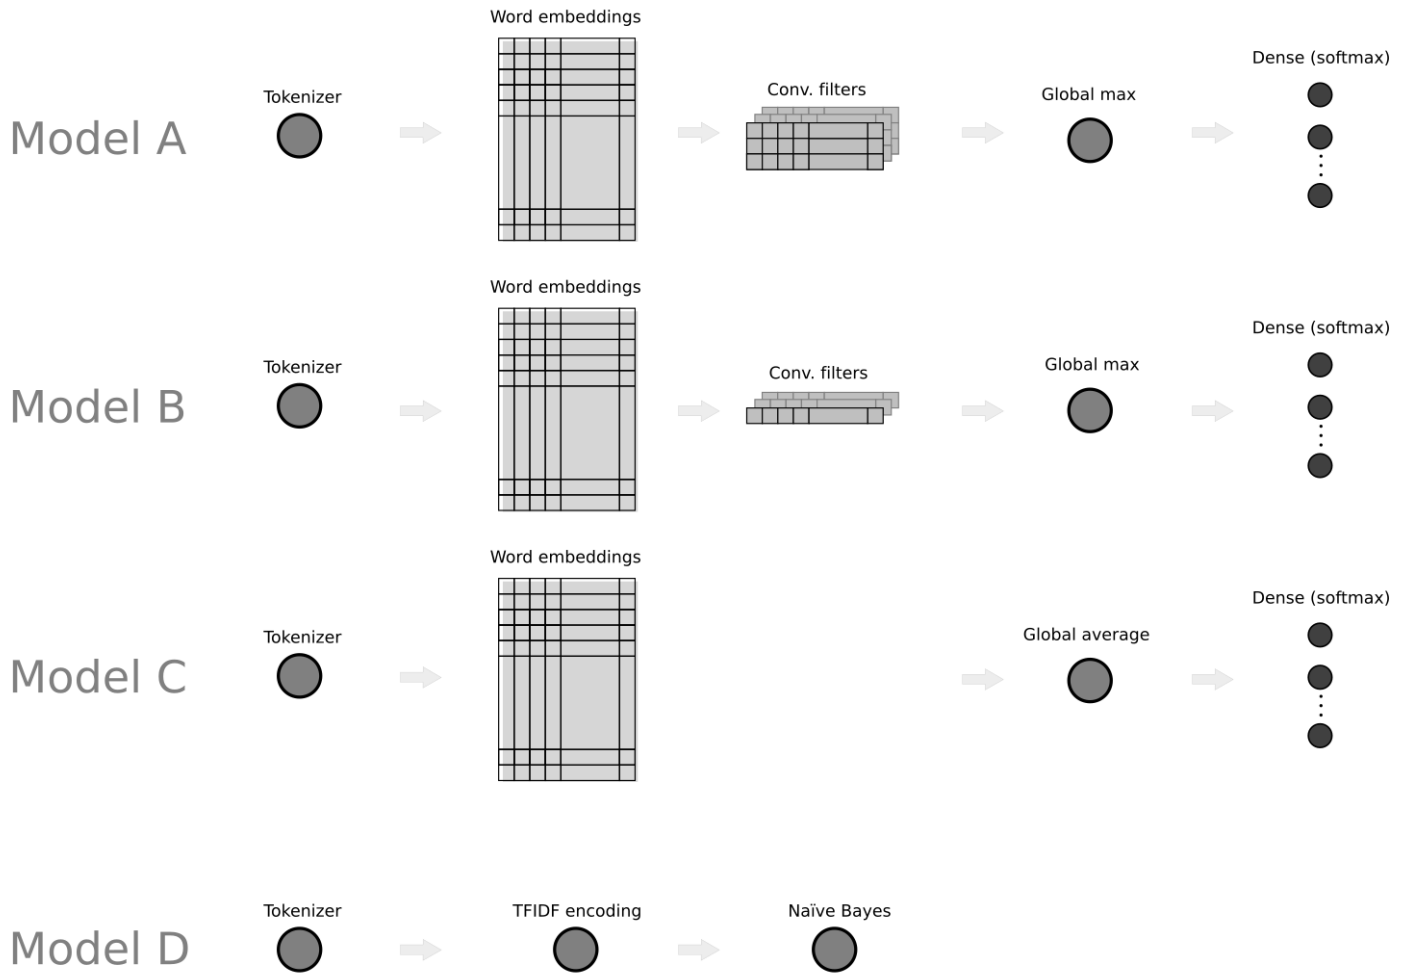 Word embeddings
Dense (softmax)
Tokenizer
Conv. filters
Global max
Model A
Word embeddings
Dense (softmax)
Tokenizer
Conv. filters
Global max
Model B
Word embeddings
Dense (softmax)
Tokenizer
Global average
Model C
Tokenizer
TFIDF encoding
Naïve Bayes
Model D